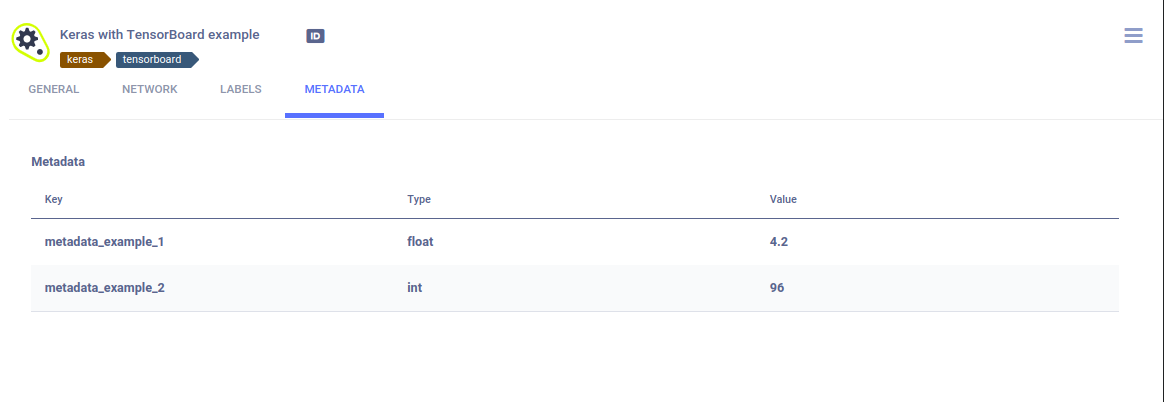 Keras with TensorBoard example ID
keras tensorboard
GENERAL NETWORK LABELS METADATA
Metadata
Key Type Value
metadata_example_1 float 4.2
metadata_example_2 int 96